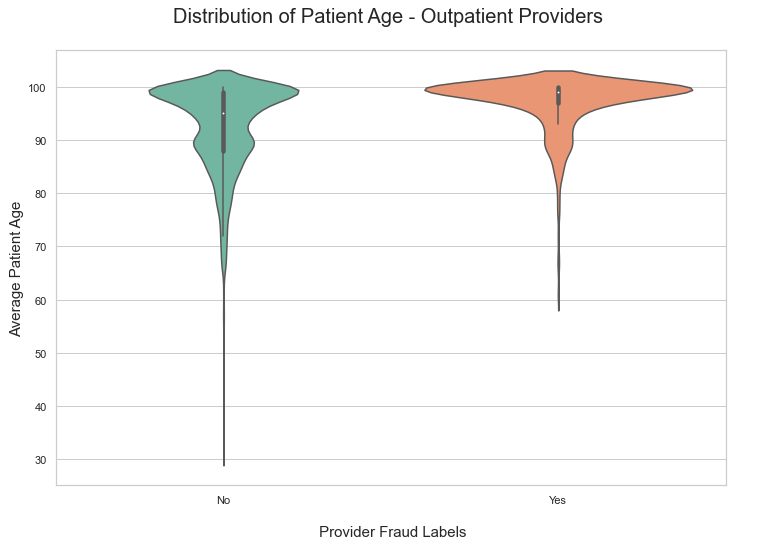 Distribution of Patient Age - Outpatient Providers
Average Patient Age
100
90
80
70
60
50
40
30
No
Yes
Provider Fraud Labels